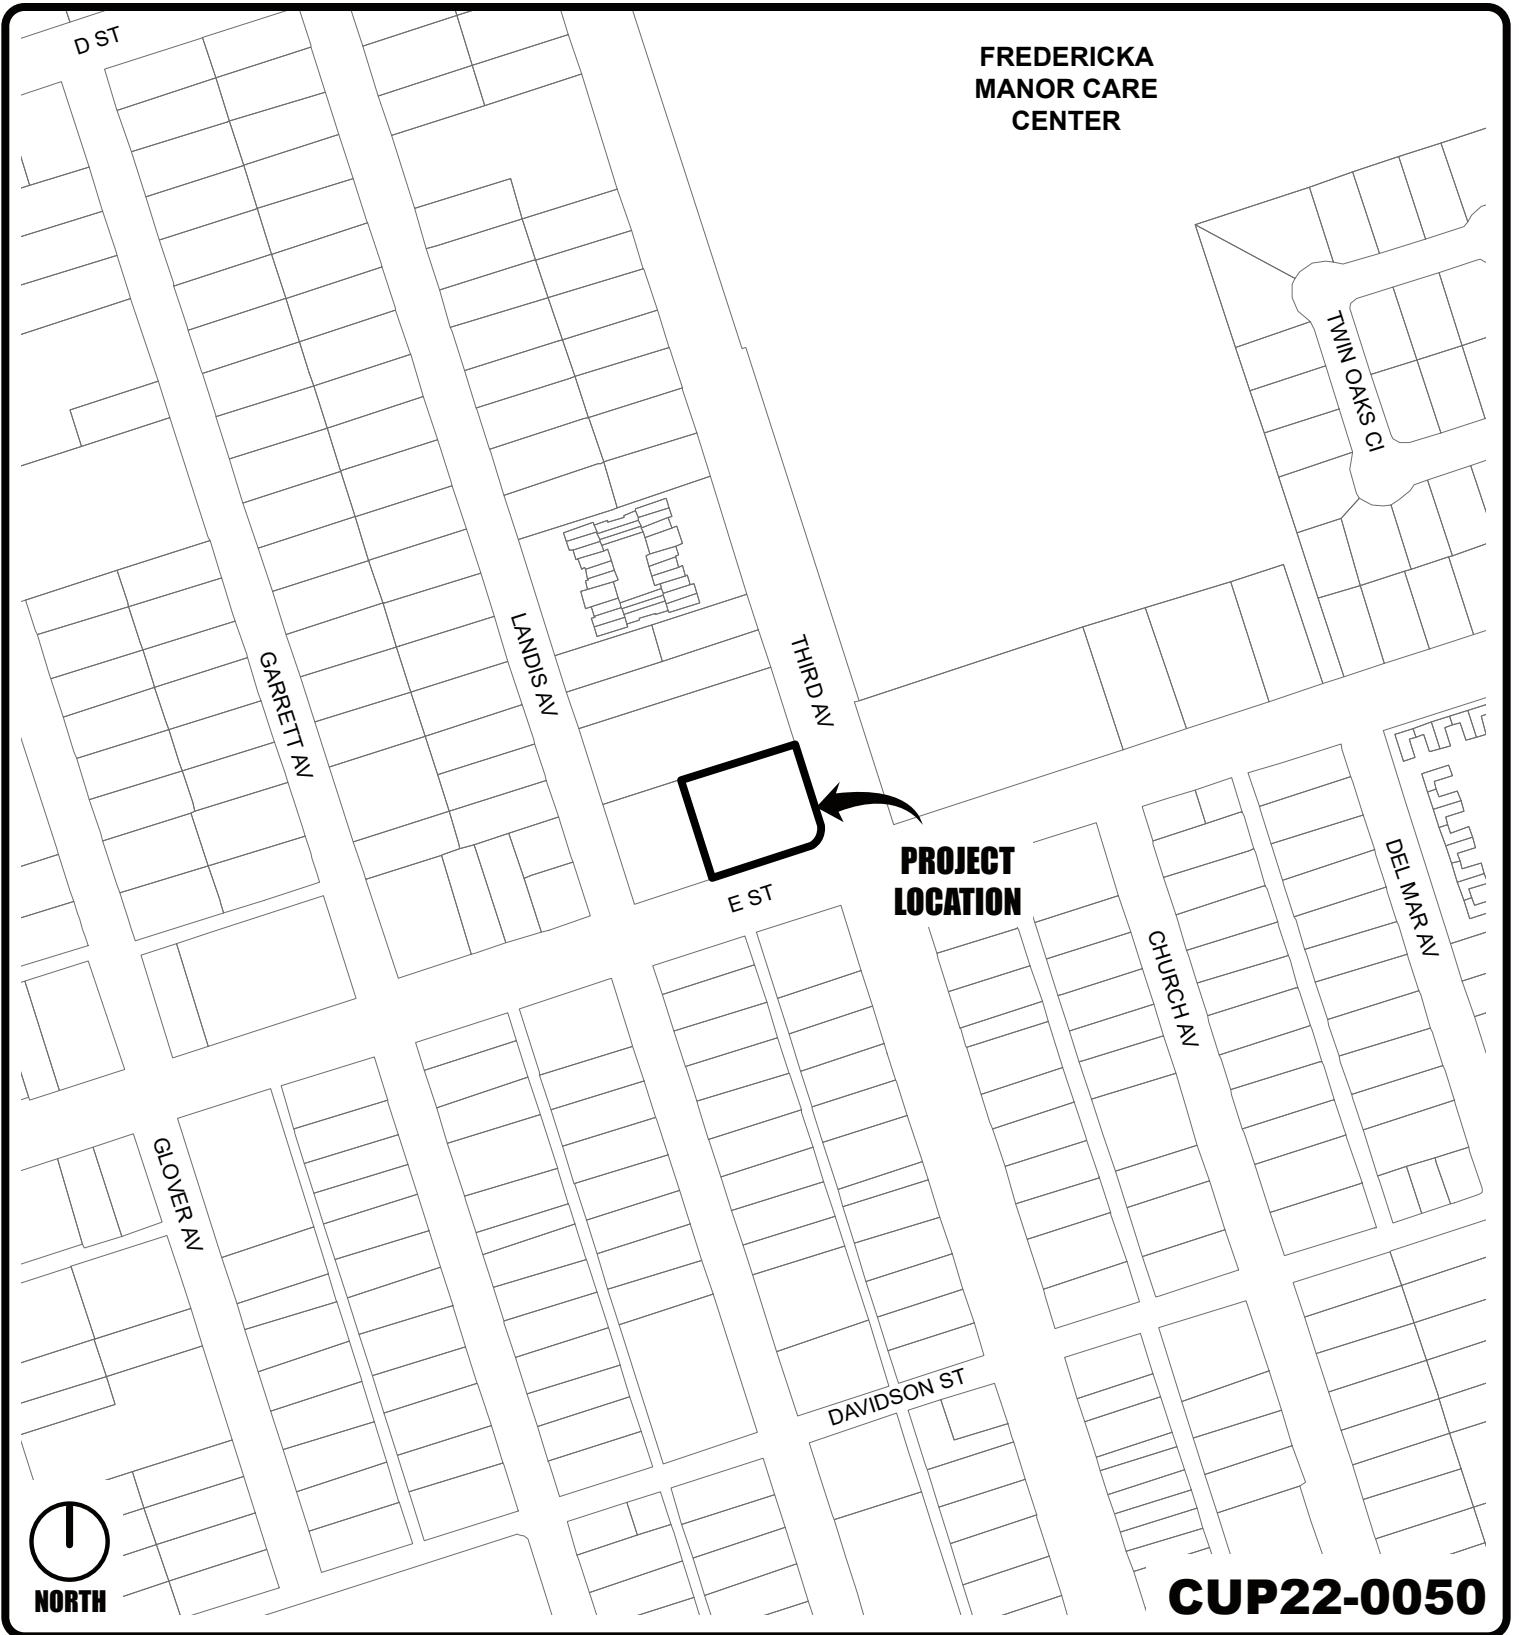 D ST
FREDERICKA
MANOR CARE
CENTER
TWIN OAKS CI
LANDIS AV
THIRD AV
GARRETT AV
PROJECT
LOCATION
E ST
DEL MAR AV
CHURCH AV
GLOVER AV
DAVIDSON ST
NORTH
CUP22-0050